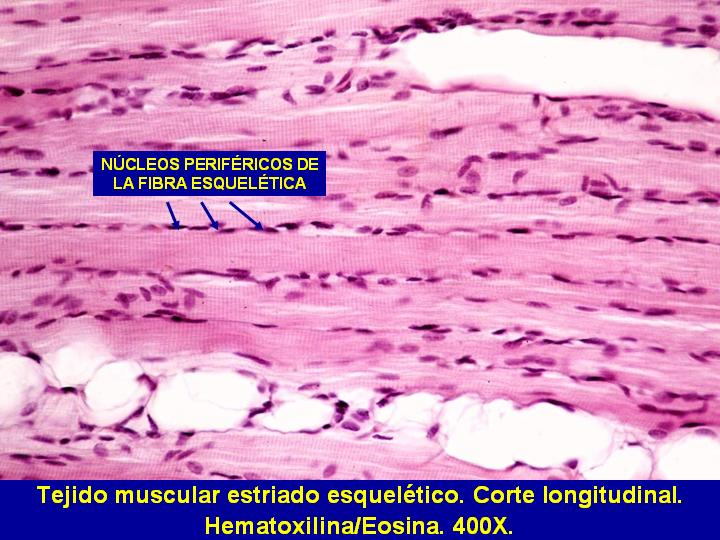 NÚCLEOS PERIFÉRICOS DE
LA FIBRA ESQUELÉTICA
Tejido muscular estriado esquelético. Corte longitudinal.
Hematoxilina/Eosina. 400X.